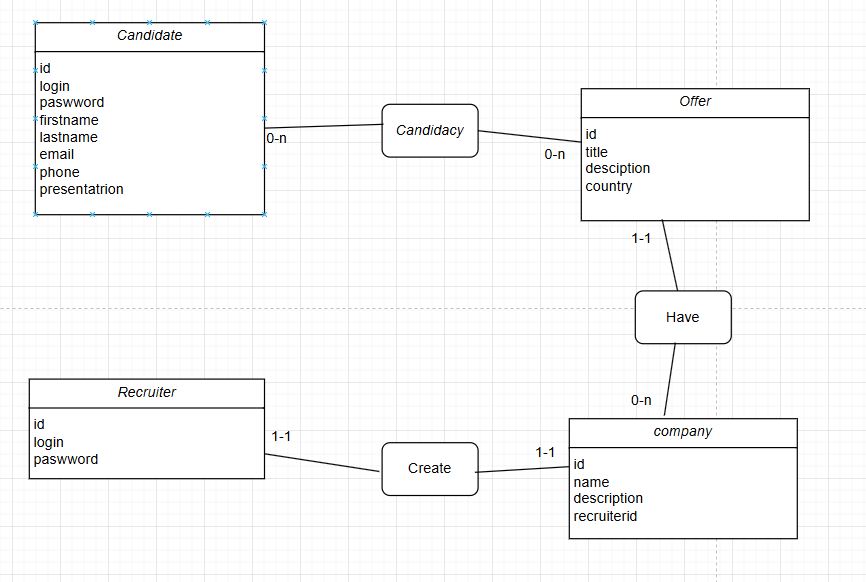 Candidate
id
login
paswword
firstname
lastname
email
phone
presentatrion
0-n
Candidacy
0-n
Offer
id
title
desciption
country
1-1
Have
0-n
Recruiter
id
login
paswword
1-1
Create
1-1
company
id
name
description
recruiterid